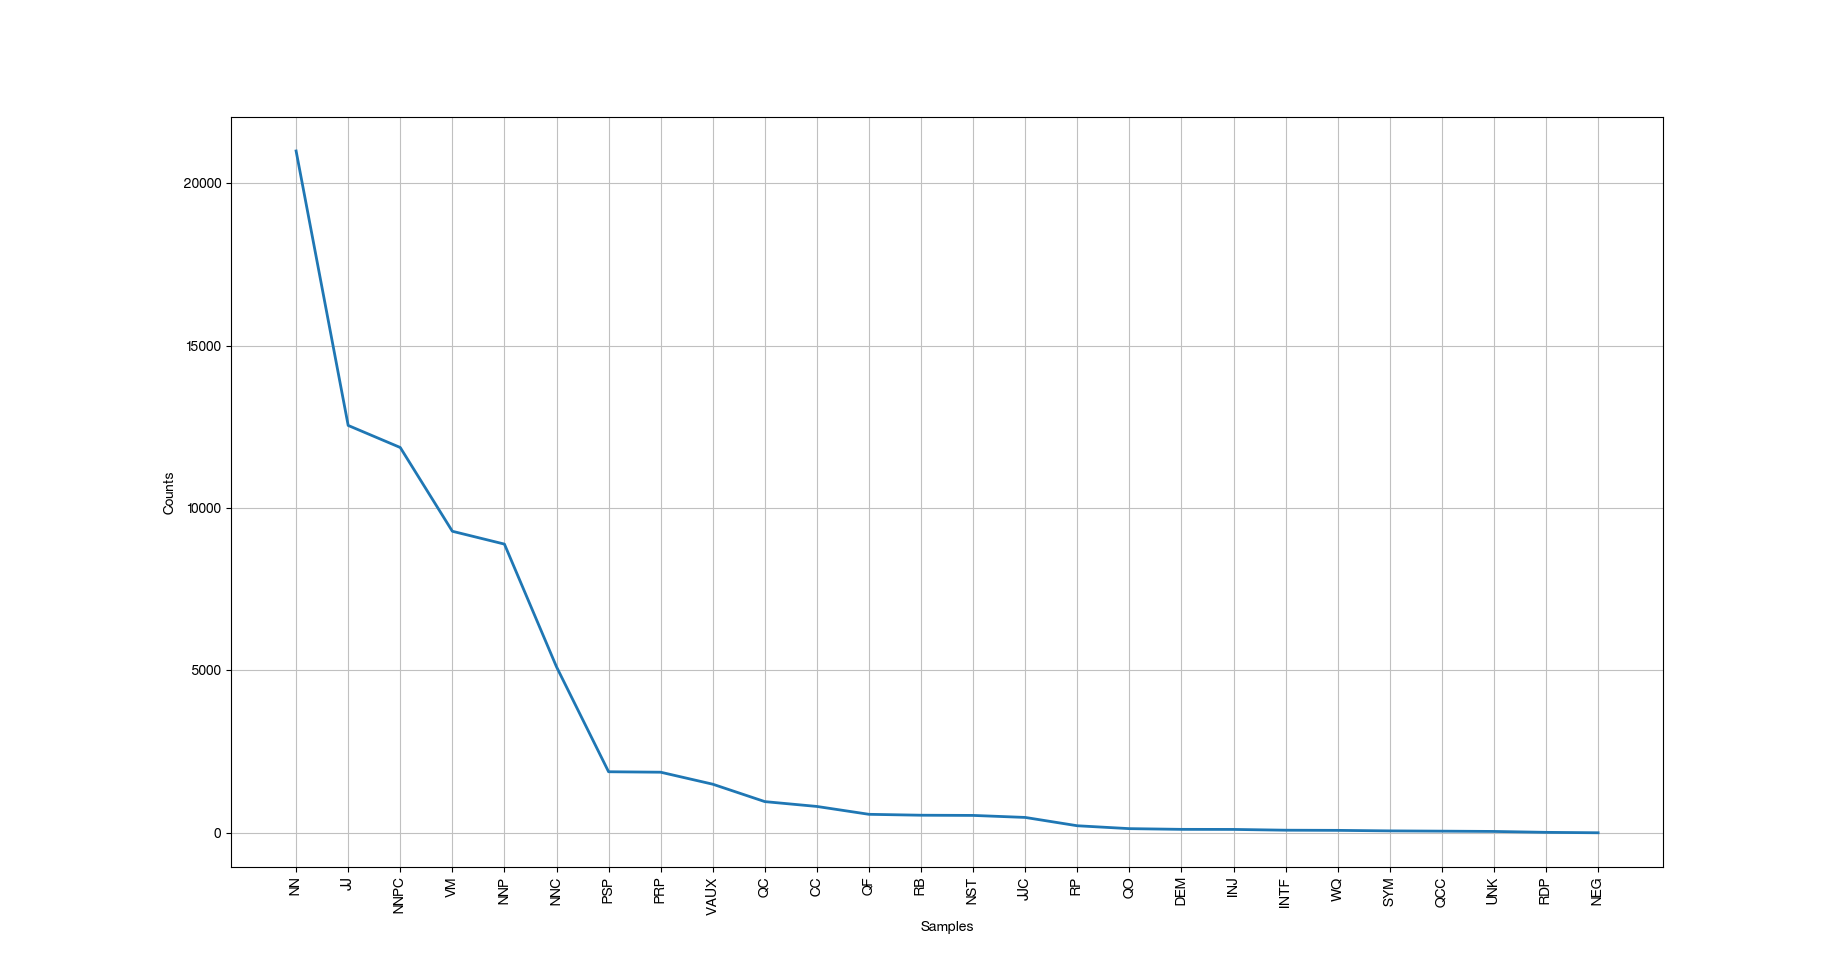 20000
15000
10000
5000
0
Counts
NN
JJ
NNPC
VM
NNP
NNC
PSP
PRP
VAUX
QC
CC
QF
RB
NST
JJC
RP
QO
DEM
INJ
INTF
WQ
SYM
QCC
UNK
RDP
NEG
Samples